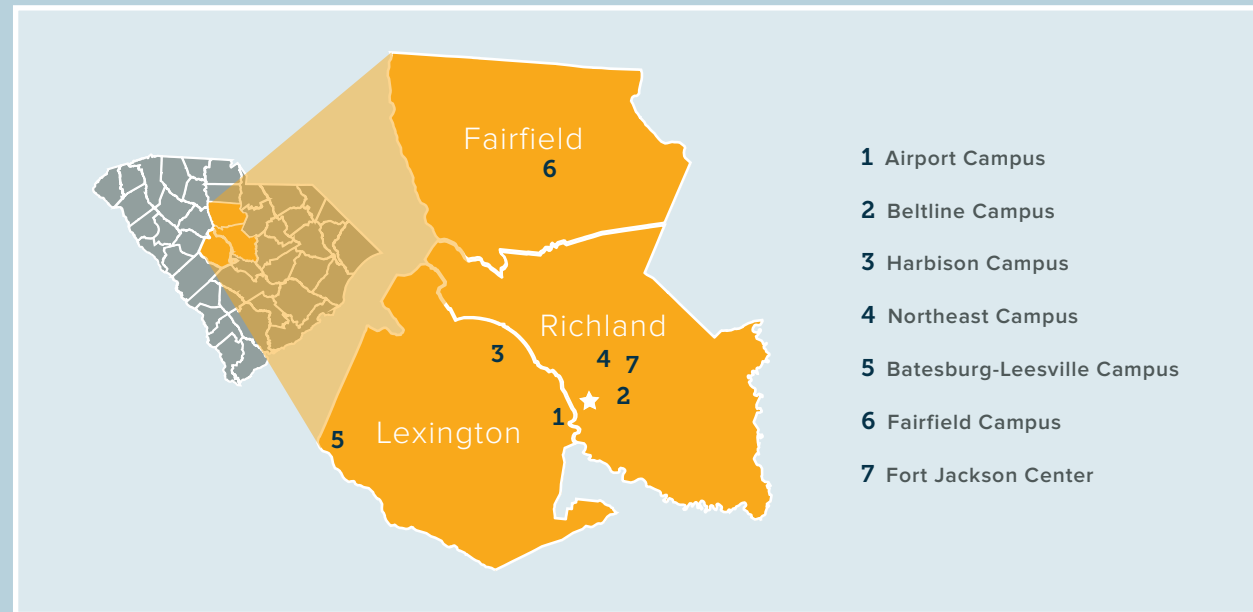 Fairfield
6
Richland
3
4
7
2
1
Lexington
5
1 Airport Campus
2 Beltline Campus
3 Harbison Campus
4 Northeast Campus
5 Batesburg-Leesville Campus
6 Fairfield Campus
7 Fort Jackson Center